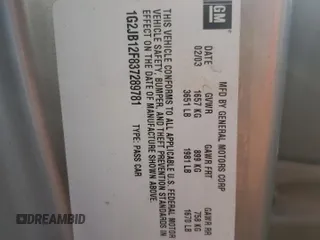 GM
MFD BY GENERAL MOTORS CORP
DATE GVWR GAWR FRT GAWR RR
02/03 1657 KG 899 KG 758 KG
3651 LB 1981 LB 1670 LB
THIS VEHICLE CONFORMS TO ALL APPLICABLE U.S. FEDERAL MOTOR
VEHICLE SAFETY, BUMPER, AND THEFT PREVENTION STANDARDS IN
EFFECT ON THE DATE OF MANUFACTURE SHOWN ABOVE.
1G2JB12F837289781 TYPE: PASS CAR
DREAMBID